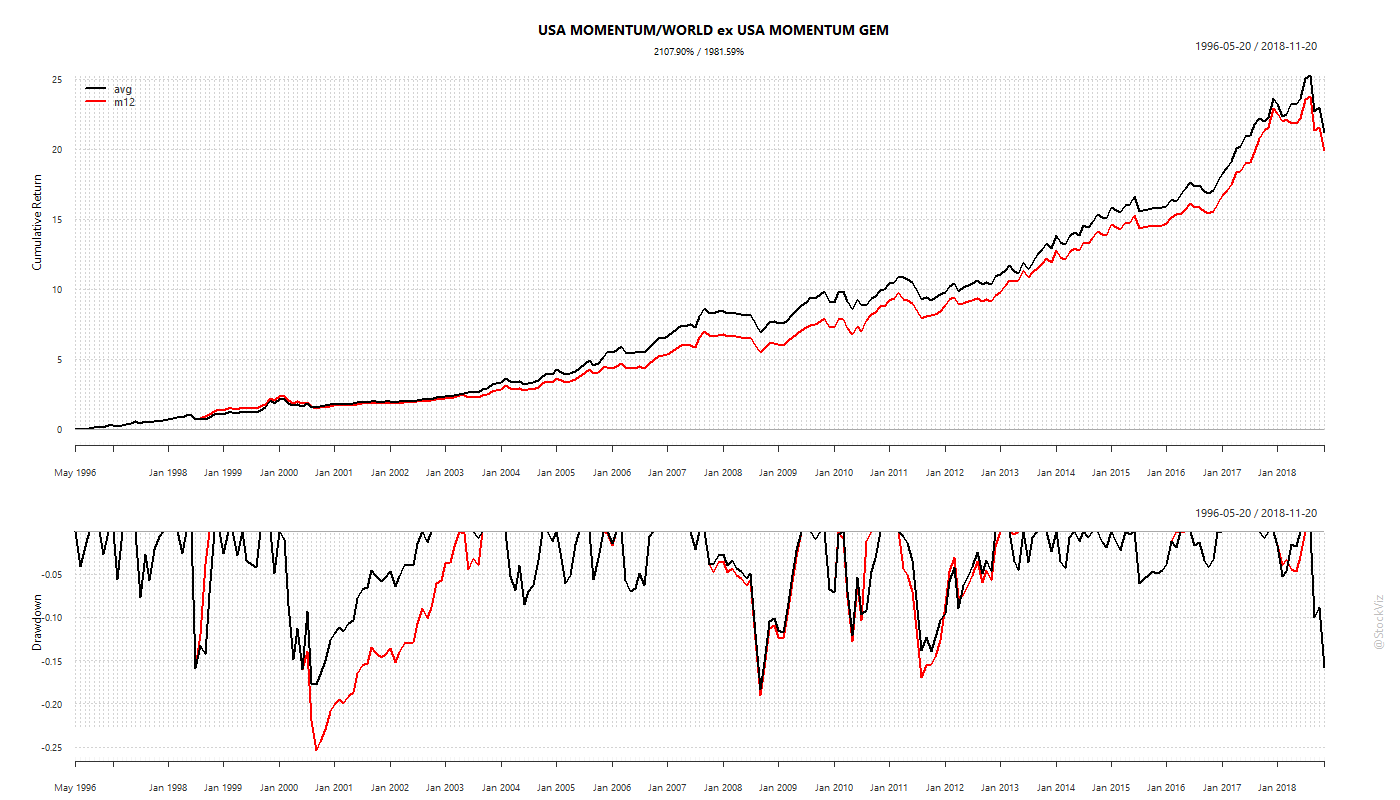 USA MOMENTUM/WORLD ex USA MOMENTUM GEM
2107.90% / 1981.59%
1996-05-20 / 2018-11-20
avg
m12
Cumulative Return
25
20
15
10
5
0
May 1996 Jan 1998 Jan 1999 Jan 2000 Jan 2001 Jan 2002 Jan 2003 Jan 2004 Jan 2005 Jan 2006 Jan 2007 Jan 2008 Jan 2009 Jan 2010 Jan 2011 Jan 2012 Jan 2013 Jan 2014 Jan 2015 Jan 2016 Jan 2017 Jan 2018
1996-05-20 / 2018-11-20
Drawdown
-0.05
-0.10
-0.15
-0.20
-0.25
May 1996 Jan 1998 Jan 1999 Jan 2000 Jan 2001 Jan 2002 Jan 2003 Jan 2004 Jan 2005 Jan 2006 Jan 2007 Jan 2008 Jan 2009 Jan 2010 Jan 2011 Jan 2012 Jan 2013 Jan 2014 Jan 2015 Jan 2016 Jan 2017 Jan 2018
@StockViz